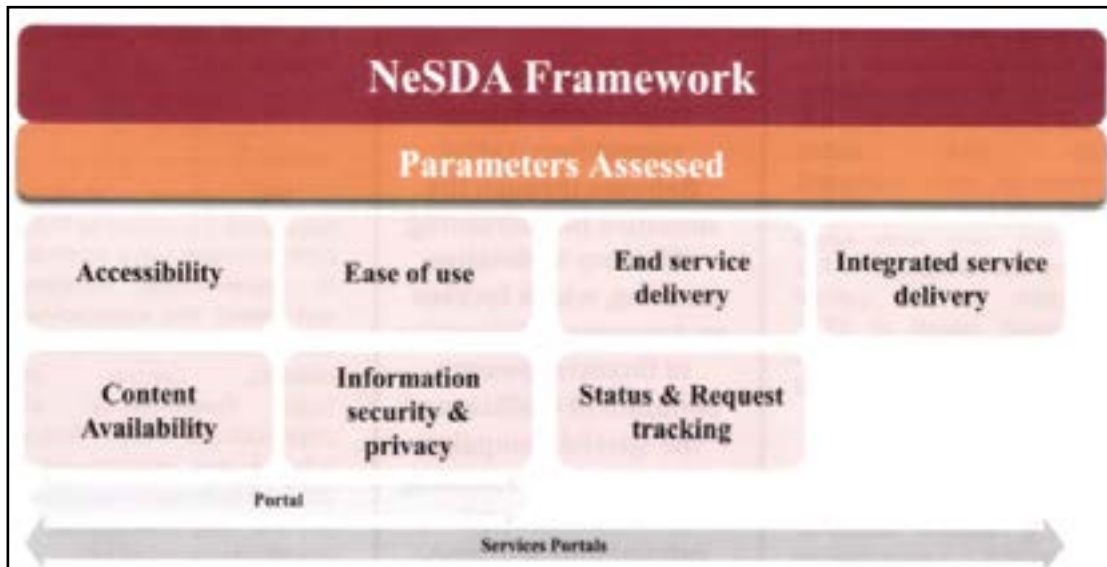 NeSDA Framework
Parameters Assessed
Accessibility
Ease of use
End service
delivery
Integrated service
delivery
Content
Availability
Information
security &
privacy
Status & Request
tracking
Portal
Services Portals